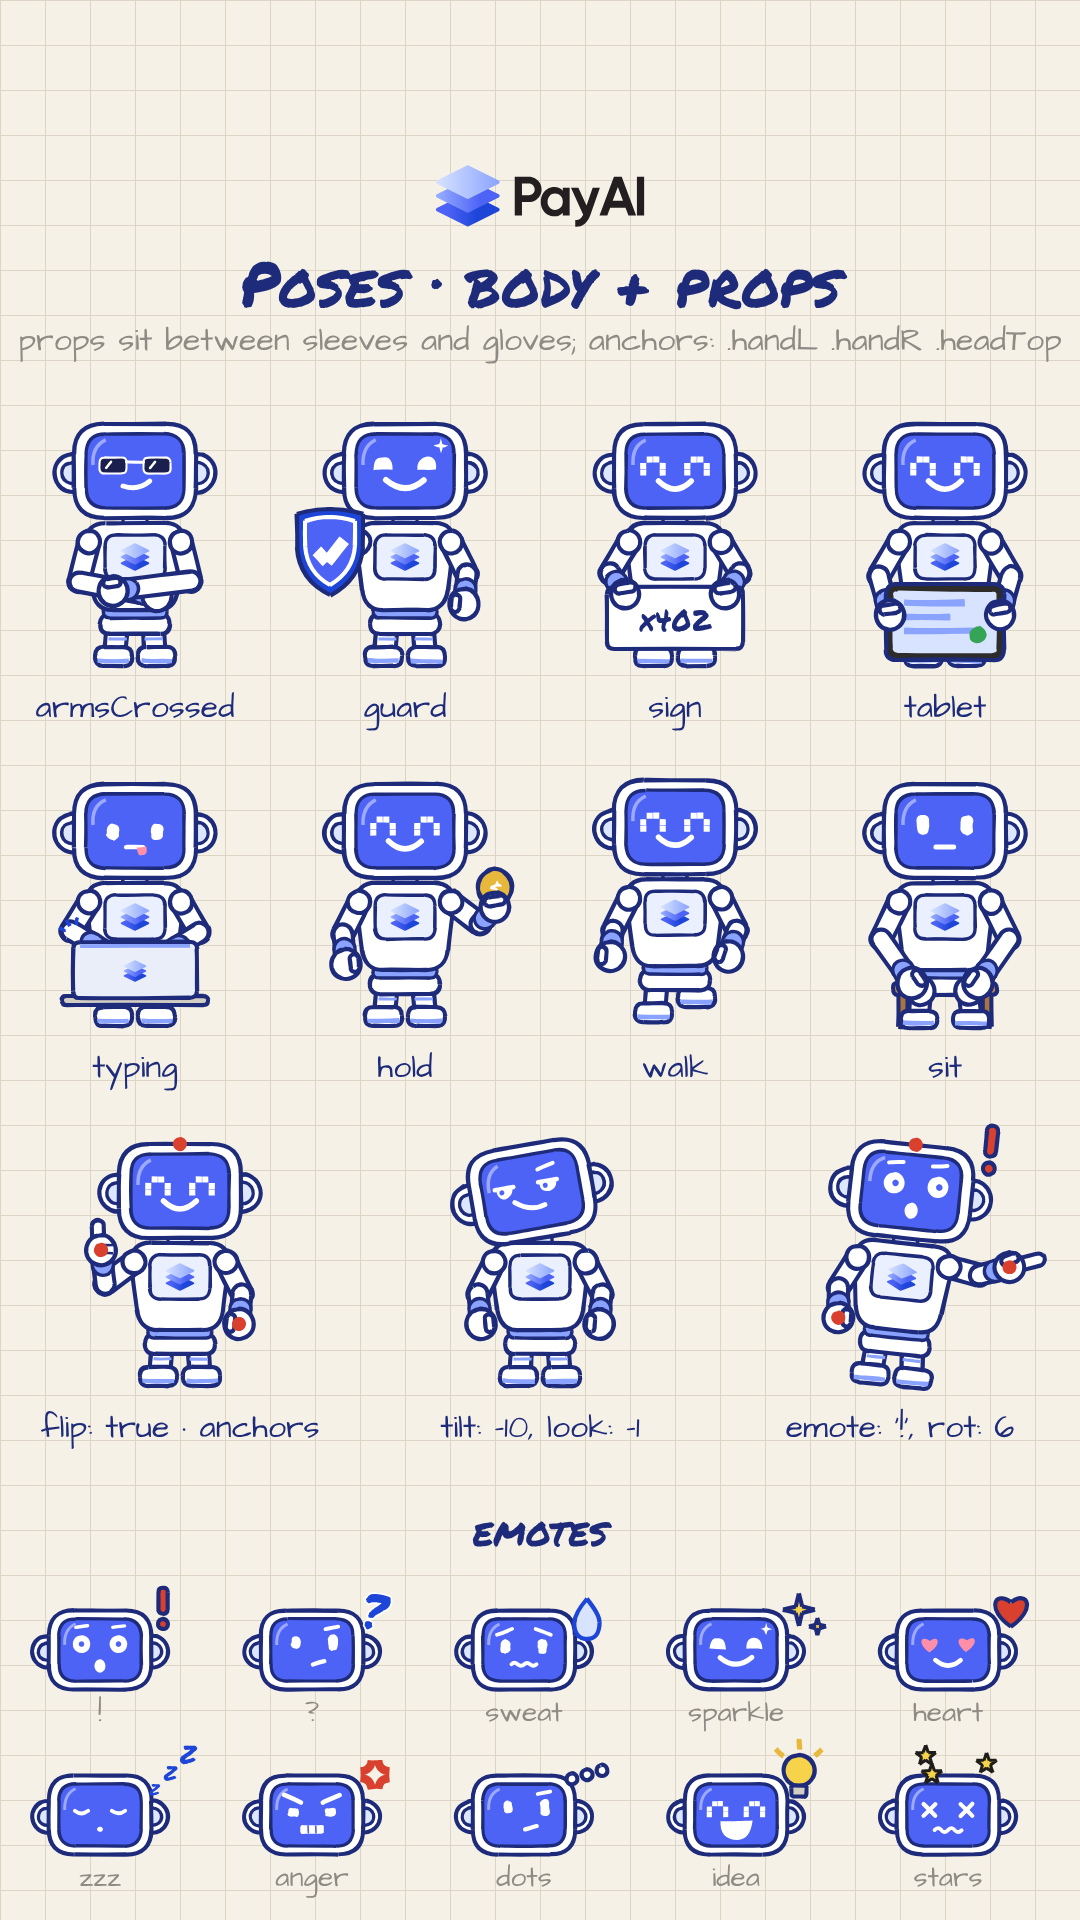 PayAI
POSES · BODY + PROPS
props sit between sleeves and gloves; anchors: .handL .handR .headTop
x402
armsCrossed guard sign tablet
typing hold walk sit
!
flip: true · anchors tilt: -10, look: -1 emote: '!', rot: 6
EMOTES
! ?
! ? sweat sparkle heart
z z z
zzz anger dots idea stars